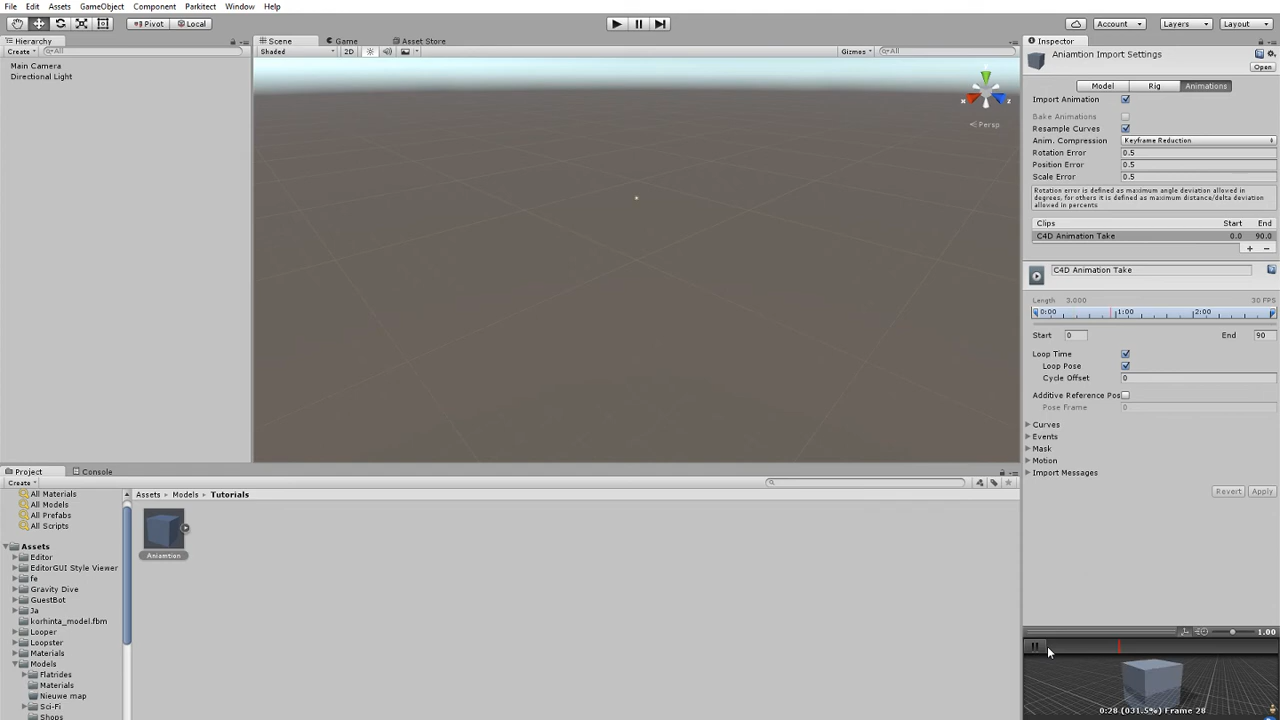 File Edit Assets GameObject Component Parkitect Window Help
Pivot Local Account Layers Layout
Hierarchy
Create All
Main Camera
Directional Light
Scene Game Asset Store
Shaded 2D Gizmos All
x z
Persp
Inspector
Aniamtion Import Settings
Open
Model Rig Animations
Import Animation
Bake Animations
Resample Curves
Anim. Compression Keyframe Reduction
Rotation Error 0.5
Position Error 0.5
Scale Error 0.5
Rotation error is defined as maximum angle deviation allowed in
degrees, for others it is defined as maximum distance/delta deviation
allowed in percents
Clips Start End
C4D Animation Take 0.0 90.0
+ −
C4D Animation Take
Length 3.000 30 FPS
0:00 1:00 2:00
Start 0 End 90
Loop Time
Loop Pose
Cycle Offset 0
Additive Reference Pos
Pose Frame 0
Curves
Events
Mask
Motion
Import Messages
Revert Apply
1.00
0:28 (031.5%) Frame 28
Project Console
Create
All Materials
All Models
All Prefabs
All Scripts
Assets
Editor
EditorGUI Style Viewer
fe
Gravity Dive
GuestBot
Ja
korhinta_model.fbm
Looper
Loopster
Materials
Models
Flatrides
Materials
Nieuwe map
Sci-Fi
Shops
Assets Models Tutorials
Aniamtion